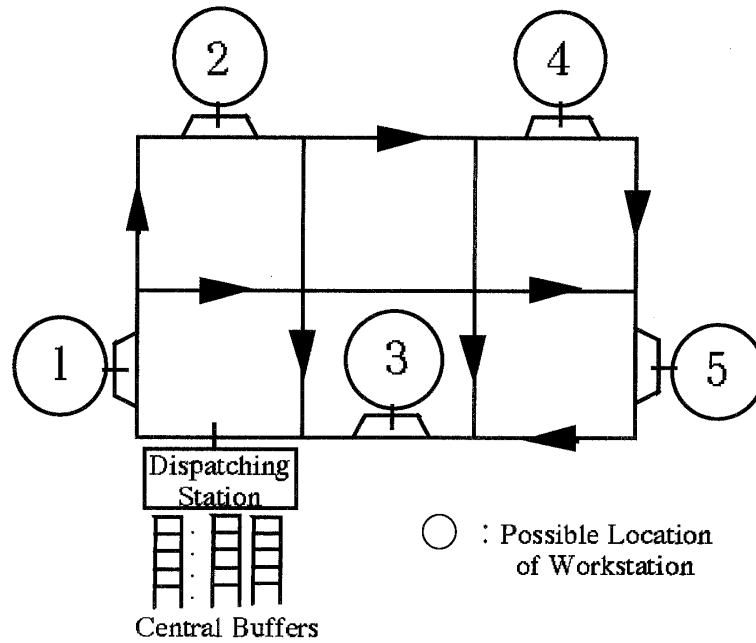 2
4
1
3
5
Dispatching
Station
: Possible Location
of Workstation
Central Buffers